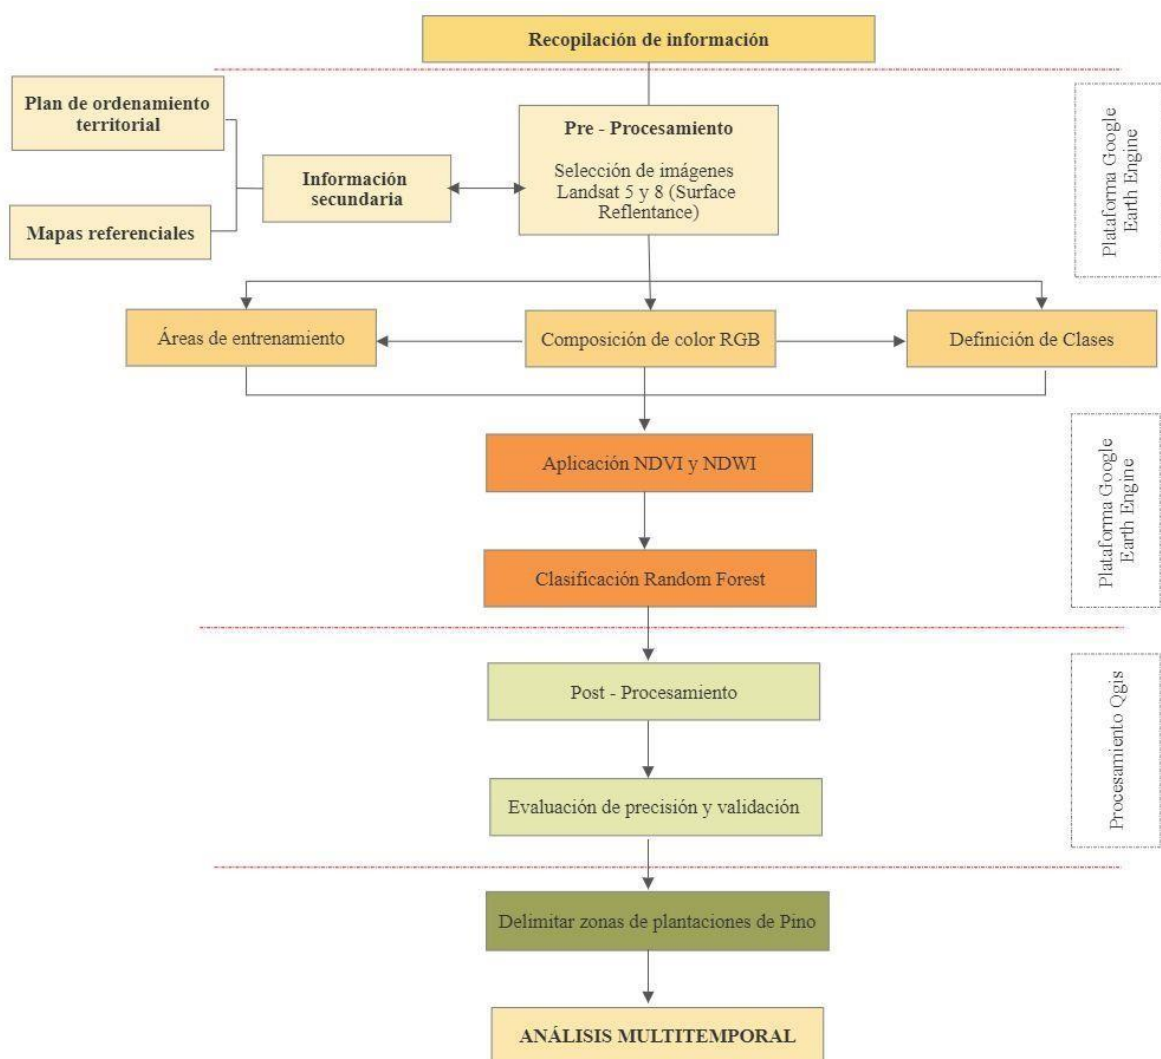 Recopilación de información
Plan de ordenamiento
territorial
Pre - Procesamiento
Selección de imágenes
Landsat 5 y 8 (Surface
Reflentance)
Información
secundaria
Mapas referenciales
Plataforma Google
Earth Engine
Áreas de entrenamiento
Composición de color RGB
Definición de Clases
Aplicación NDVI y NDWI
Clasificación Random Forest
Plataforma Google
Earth Engine
Post - Procesamiento
Evaluación de precisión y validación
Procesamiento Qgis
Delimitar zonas de plantaciones de Pino
ANÁLISIS MULTITEMPORAL